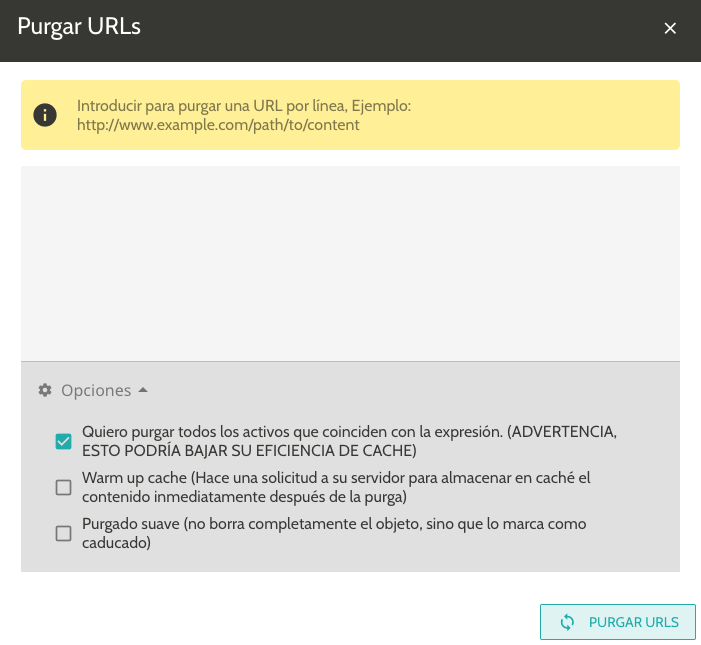 Purgar URLs
Introducir para purgar una URL por línea, Ejemplo:
http://www.example.com/path/to/content
Opciones
Quiero purgar todos los activos que coinciden con la expresión. (ADVERTENCIA,
ESTO PODRÍA BAJAR SU EFICIENCIA DE CACHE)
Warm up cache (Hace una solicitud a su servidor para almacenar en caché el
contenido inmediatamente después de la purga)
Purgado suave (no borra completamente el objeto, sino que lo marca como
caducado)
PURGAR URLS